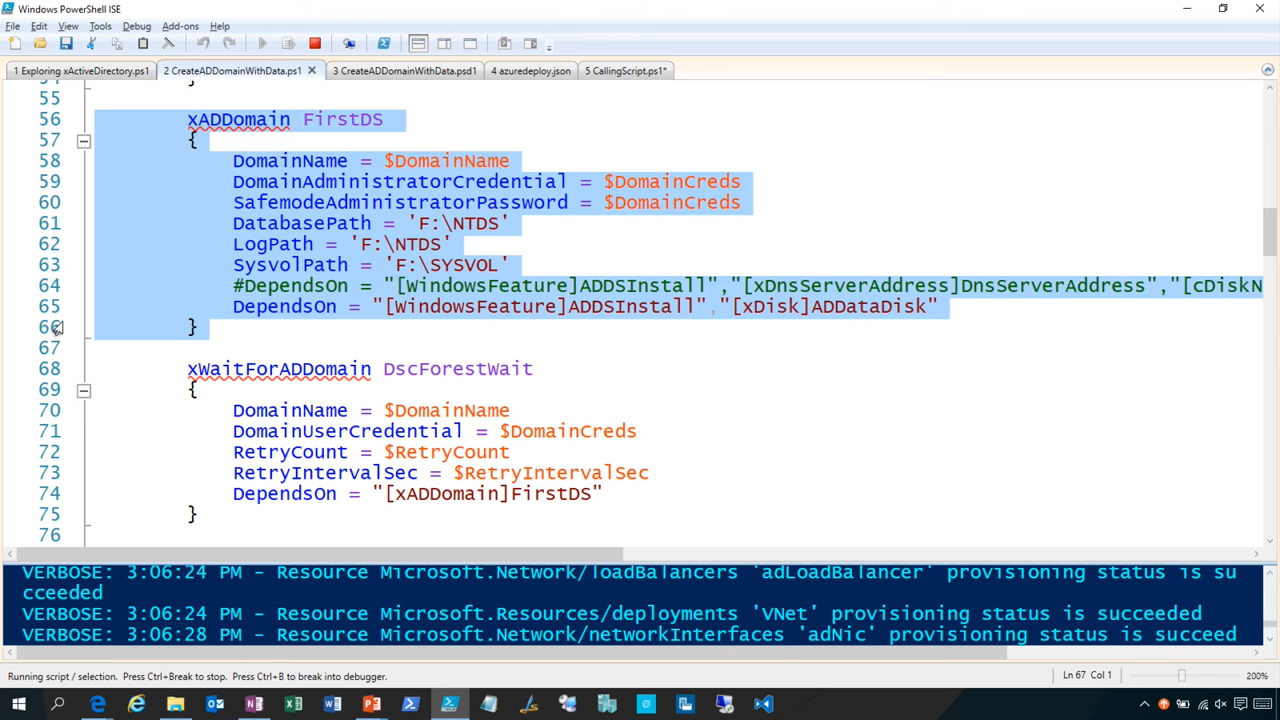 Windows PowerShell ISE
File Edit View Tools Debug Add-ons Help
1 Exploring xActiveDirectory.ps1 2 CreateADDomainWithData.ps1 3 CreateADDomainWithData.psd1 4 azuredeploy.json 5 CallingScript.ps1*
54 }
55
56 xADDomain FirstDS
57 {
58 DomainName = $DomainName
59 DomainAdministratorCredential = $DomainCreds
60 SafemodeAdministratorPassword = $DomainCreds
61 DatabasePath = 'F:\NTDS'
62 LogPath = 'F:\NTDS'
63 SysvolPath = 'F:\SYSVOL'
64 #DependsOn = "[WindowsFeature]ADDSInstall","[xDnsServerAddress]DnsServerAddress","[cDiskN
65 DependsOn = "[WindowsFeature]ADDSInstall","[xDisk]ADDataDisk"
66 }
67
68 xWaitForADDomain DscForestWait
69 {
70 DomainName = $DomainName
71 DomainUserCredential = $DomainCreds
72 RetryCount = $RetryCount
73 RetryIntervalSec = $RetryIntervalSec
74 DependsOn = "[xADDomain]FirstDS"
75 }
76
VERBOSE: 3:06:24 PM - Resource Microsoft.Network/loadBalancers 'adLoadBalancer' provisioning status is su
cceeded
VERBOSE: 3:06:24 PM - Resource Microsoft.Resources/deployments 'VNet' provisioning status is succeeded
VERBOSE: 3:06:28 PM - Resource Microsoft.Network/networkInterfaces 'adNic' provisioning status is succeed
Running script / selection. Press Ctrl+Break to stop. Press Ctrl+B to break into debugger. Ln 67 Col 1 200%